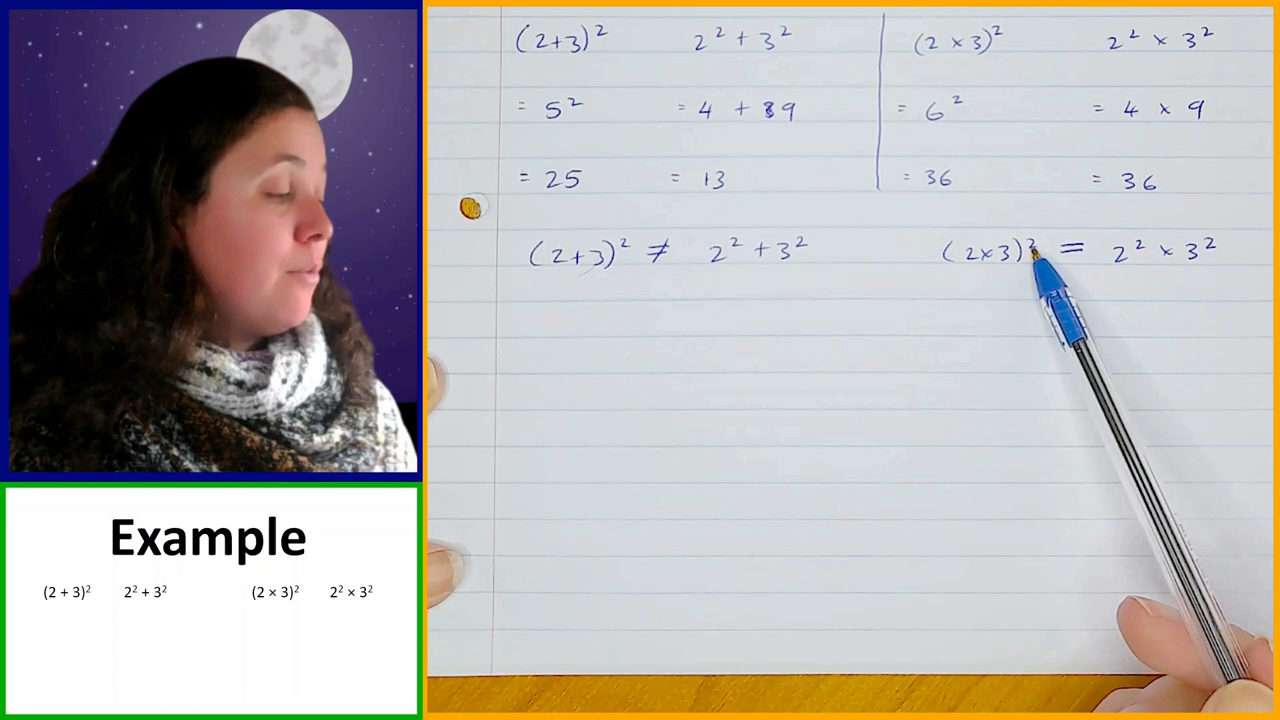 (2+3)² 2² + 3² (2 × 3)² 2² × 3²
= 5² = 4 + 9 = 6² = 4 × 9
= 25 = 13 = 36 = 36
(2+3)² ≠ 2² + 3² (2×3)² = 2² × 3²
Example
(2 + 3)² 2² + 3² (2 × 3)² 2² × 3²